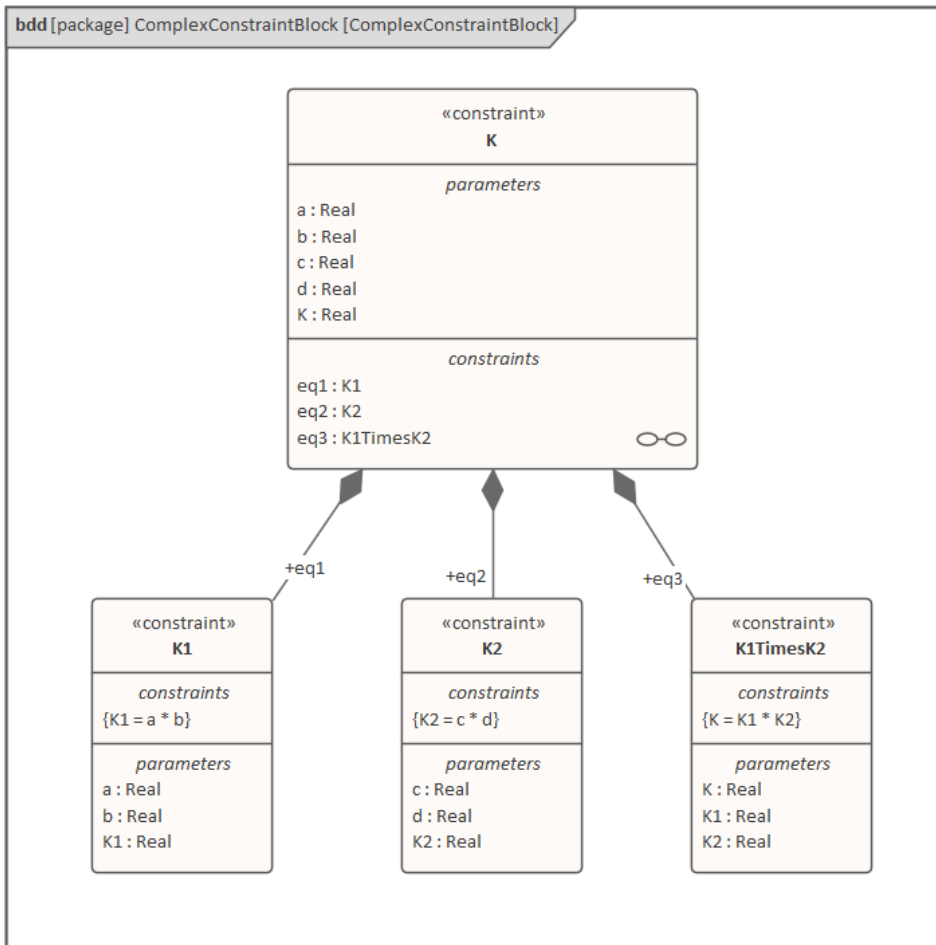 bdd [package] ComplexConstraintBlock [ComplexConstraintBlock]
«constraint»
K
parameters
a : Real
b : Real
c : Real
d : Real
K : Real
constraints
eq1 : K1
eq2 : K2
eq3 : K1TimesK2
+eq1
+eq2
+eq3
«constraint»
K1
constraints
{K1 = a * b}
parameters
a : Real
b : Real
K1 : Real
«constraint»
K2
constraints
{K2 = c * d}
parameters
c : Real
d : Real
K2 : Real
«constraint»
K1TimesK2
constraints
{K = K1 * K2}
parameters
K : Real
K1 : Real
K2 : Real